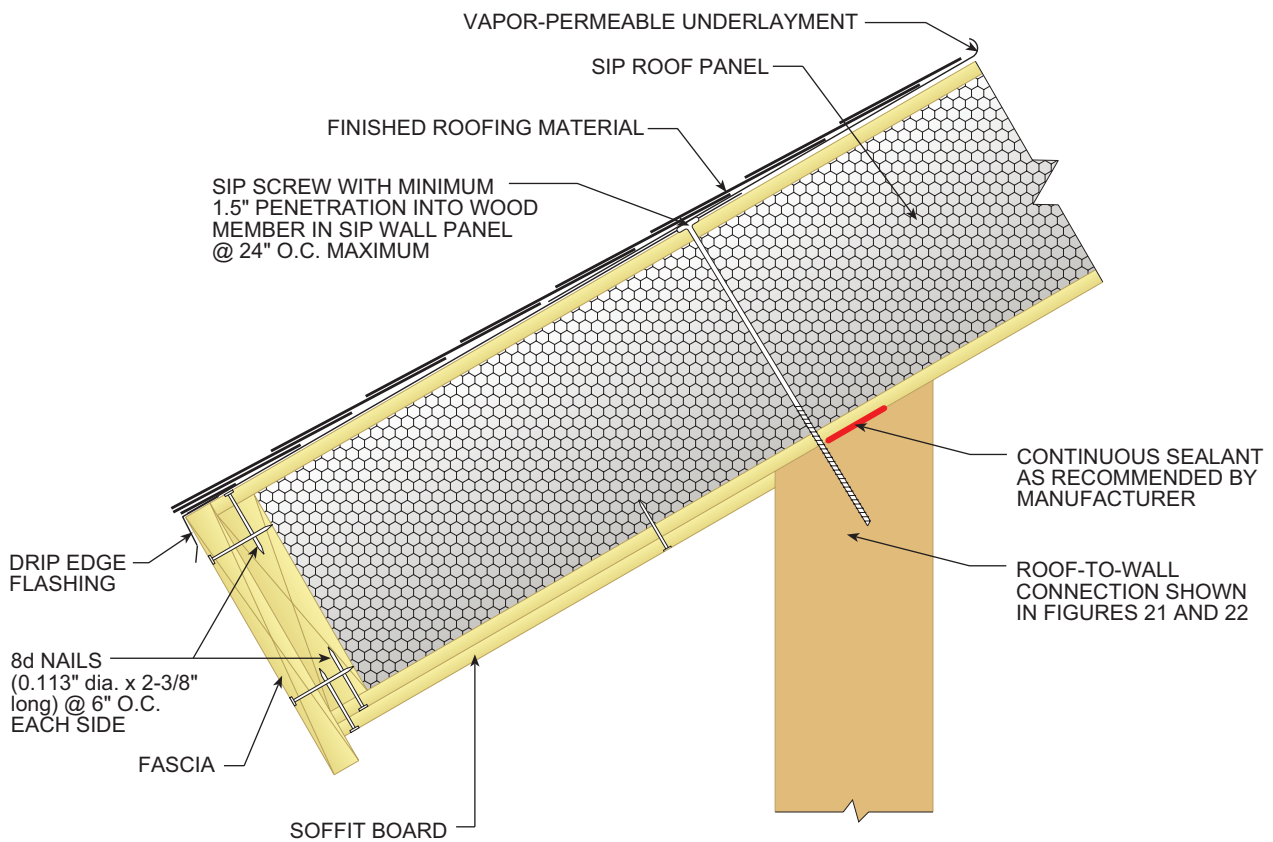 VAPOR-PERMEABLE UNDERLAYMENT
SIP ROOF PANEL
FINISHED ROOFING MATERIAL
SIP SCREW WITH MINIMUM
1.5" PENETRATION INTO WOOD
MEMBER IN SIP WALL PANEL
@ 24" O.C. MAXIMUM
CONTINUOUS SEALANT
AS RECOMMENDED BY
MANUFACTURER
DRIP EDGE
FLASHING
ROOF-TO-WALL
CONNECTION SHOWN
IN FIGURES 21 AND 22
8d NAILS
(0.113" dia. x 2-3/8"
long) @ 6" O.C.
EACH SIDE
FASCIA
SOFFIT BOARD